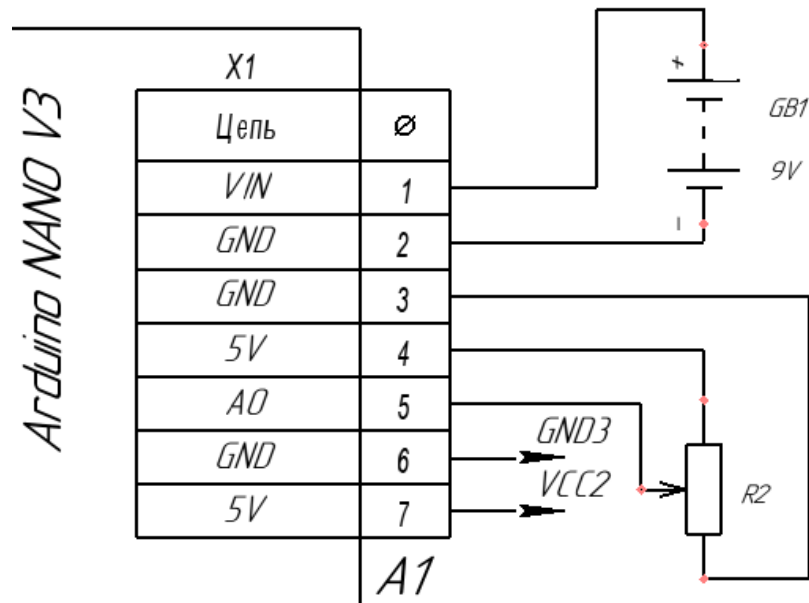 Arduino NANO V3
X1
Цепь Ø
VIN 1
GND 2
GND 3
5V 4
A0 5
GND 6
5V 7
A1
+
GB1
9V
–
GND3
VCC2
R2